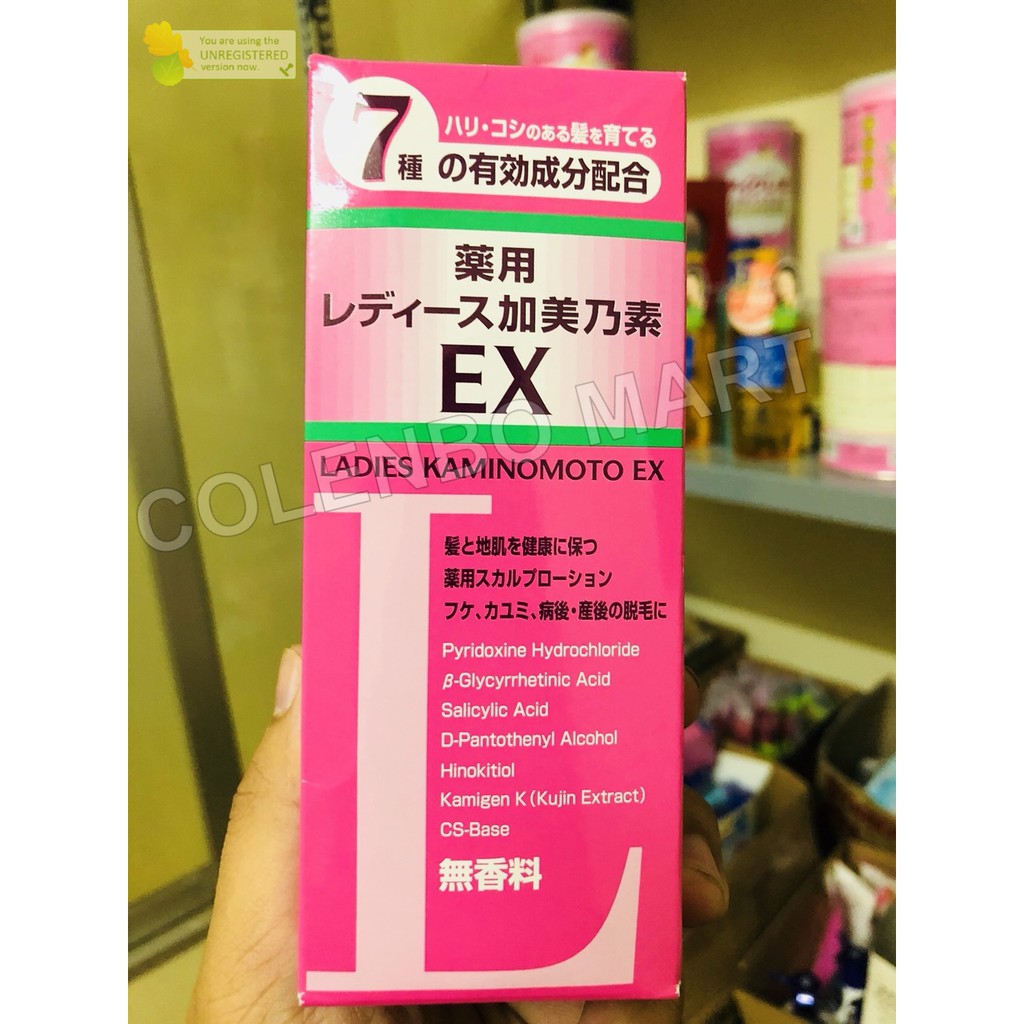 You are using the
UNREGISTERED
version now.
ハリ・コシのある髪を育てる
7種の有効成分配合
薬用
レディース加美乃素
EX
LADIES KAMINOMOTO EX
COLENBO MART
L
髪と地肌を健康に保つ
薬用スカルプローション
フケ、カユミ、病後・産後の脱毛に
Pyridoxine Hydrochloride
β-Glycyrrhetinic Acid
Salicylic Acid
D-Pantothenyl Alcohol
Hinokitiol
Kamigen K (Kujin Extract)
CS-Base
無香料